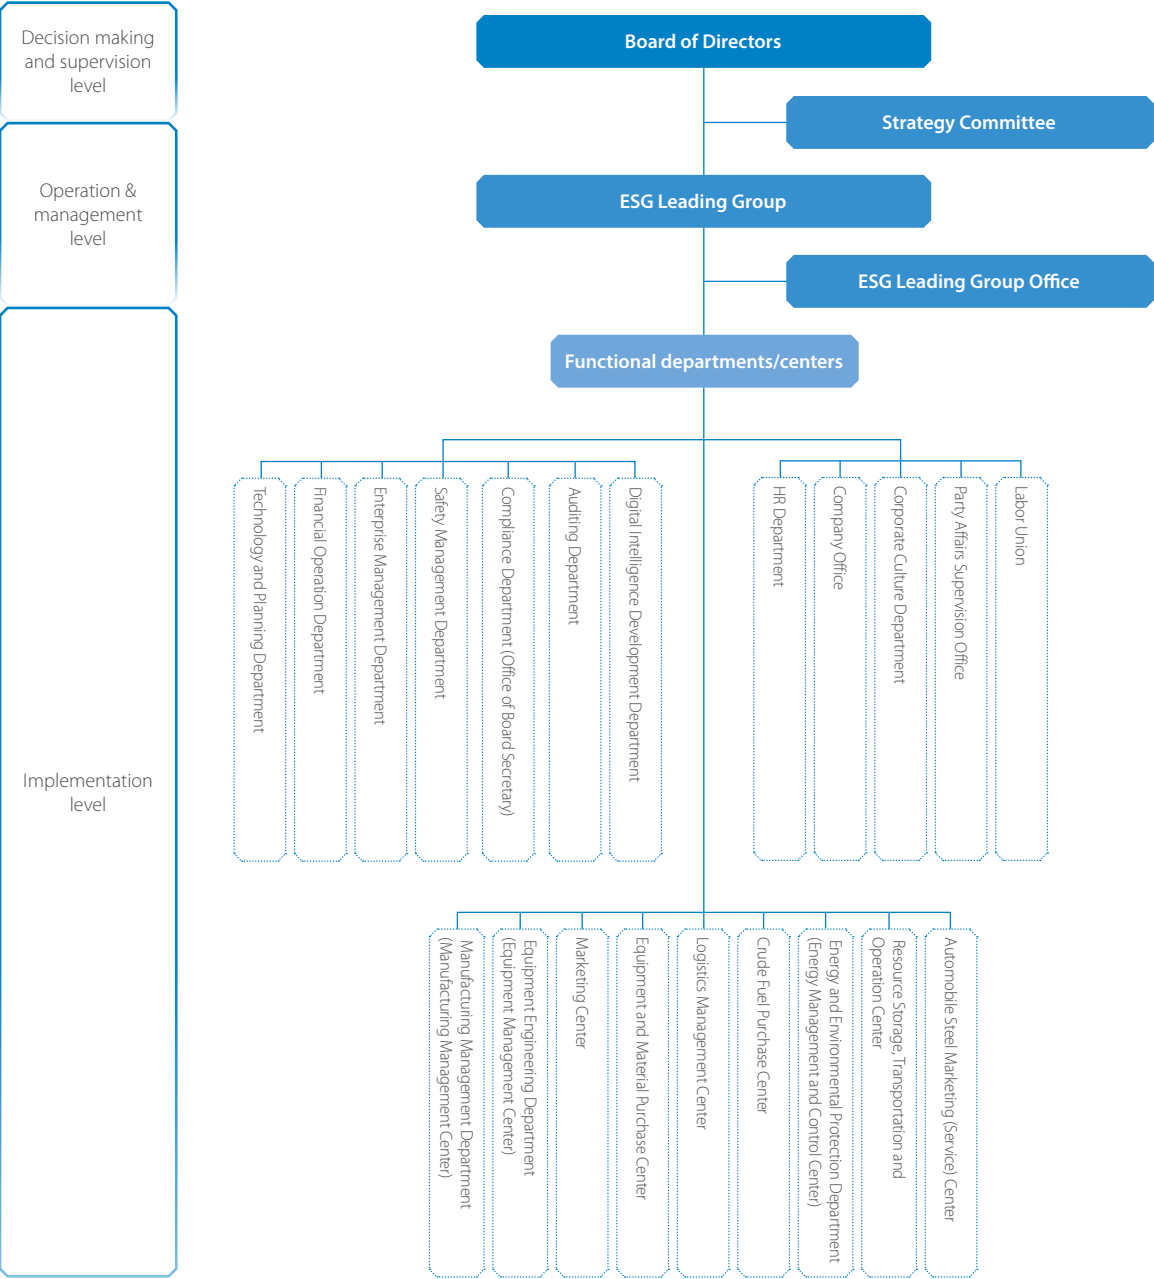 Decision making
and supervision
level
Board of Directors
Strategy Committee
Operation &
management
level
ESG Leading Group
ESG Leading Group Office
Functional departments/centers
Implementation
level
Technology and Planning Department
Financial Operation Department
Enterprise Management Department
Safety Management Department
Compliance Department (Office of Board Secretary)
Auditing Department
Digital Intelligence Development Department
HR Department
Company Office
Corporate Culture Department
Party Affairs Supervision Office
Labor Union
Manufacturing Management Department
(Manufacturing Management Center)
Equipment Engineering Department
(Equipment Management Center)
Marketing Center
Equipment and Material Purchase Center
Logistics Management Center
Crude Fuel Purchase Center
Energy and Environmental Protection Department
(Energy Management and Control Center)
Resource Storage, Transportation and
Operation Center
Automobile Steel Marketing (Service) Center